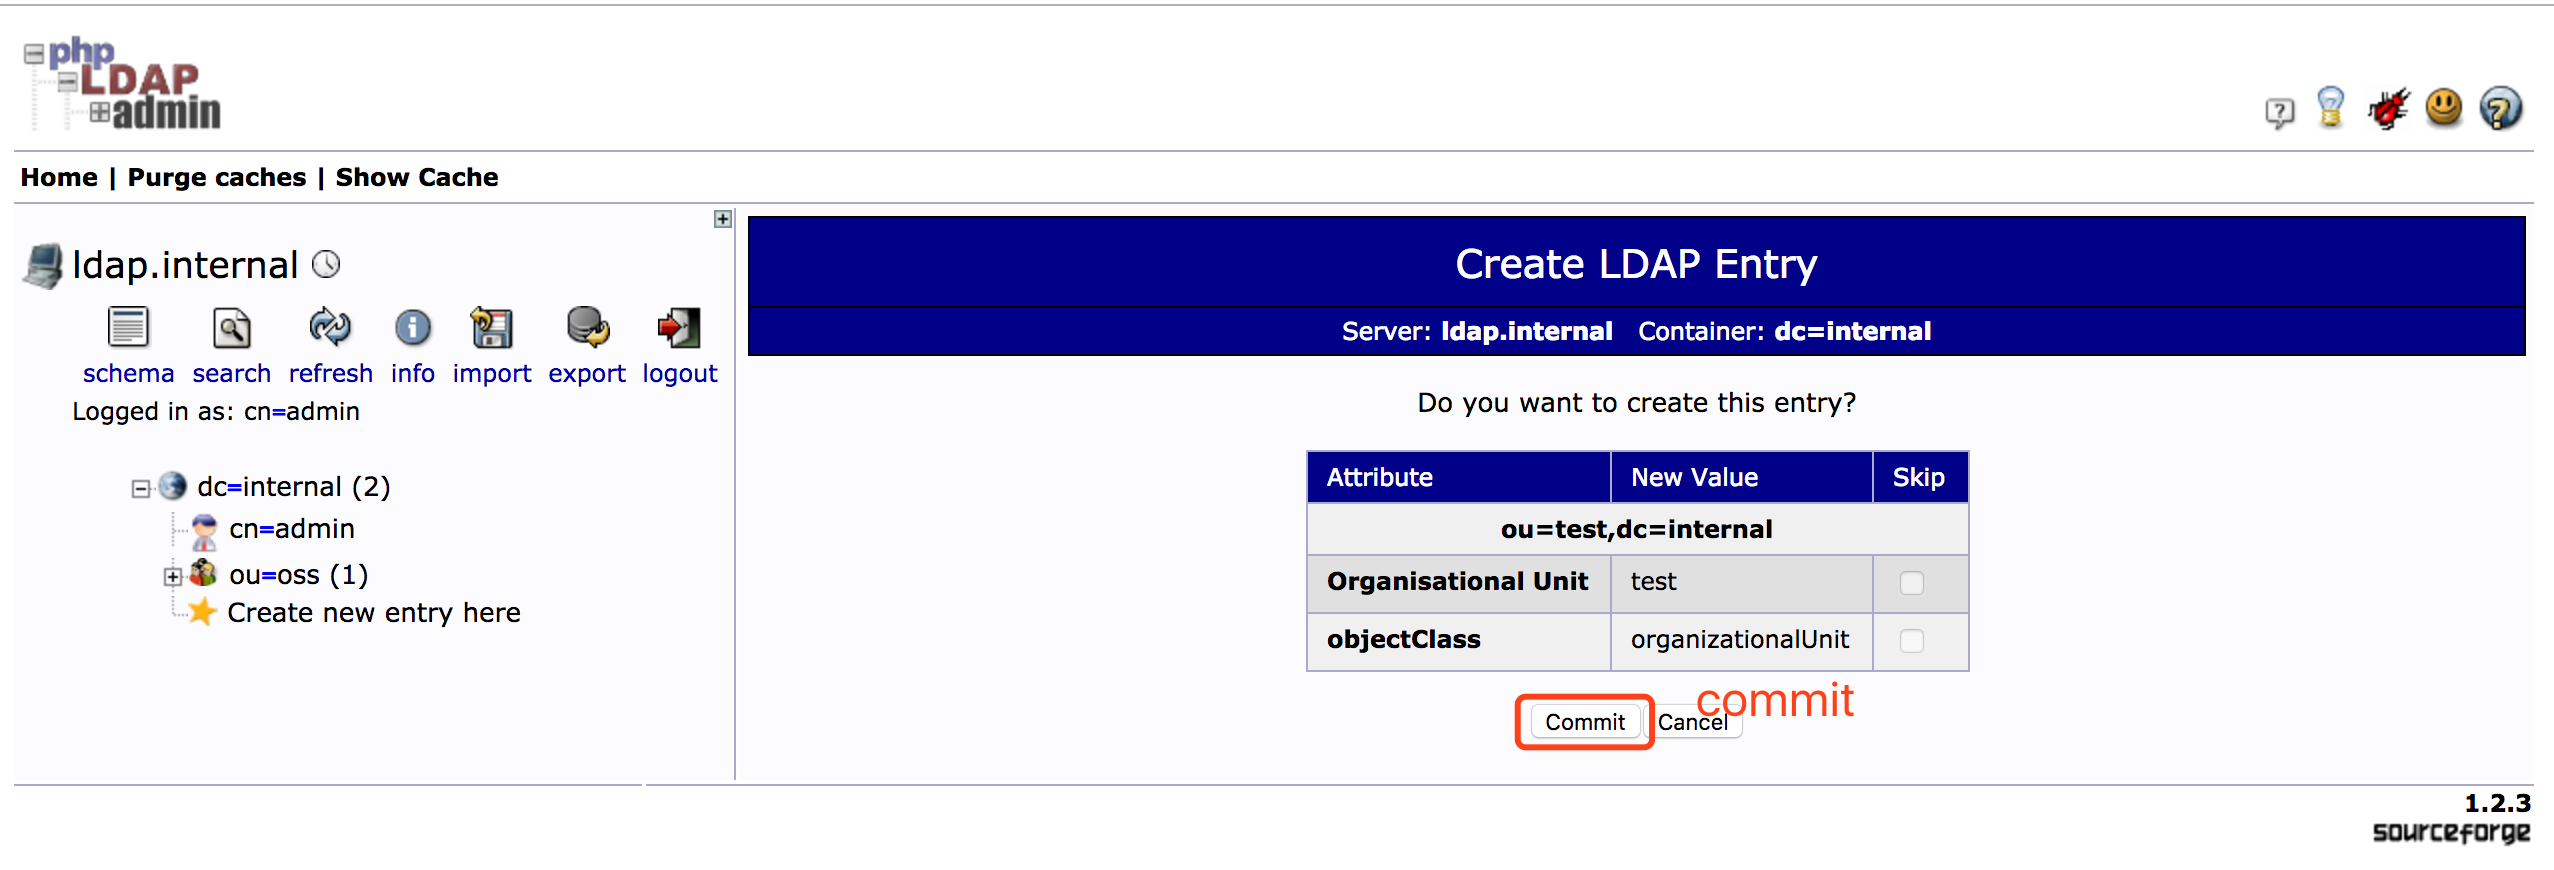 php
LDAP
admin
Home | Purge caches | Show Cache
ldap.internal
schema search refresh info import export logout
Logged in as: cn=admin
dc=internal (2)
cn=admin
ou=oss (1)
Create new entry here
Create LDAP Entry
Server: ldap.internal Container: dc=internal
Do you want to create this entry?
Attribute New Value Skip
ou=test,dc=internal
Organisational Unit test
objectClass organizationalUnit
commit
Commit Cancel
1.2.3
sourceforge